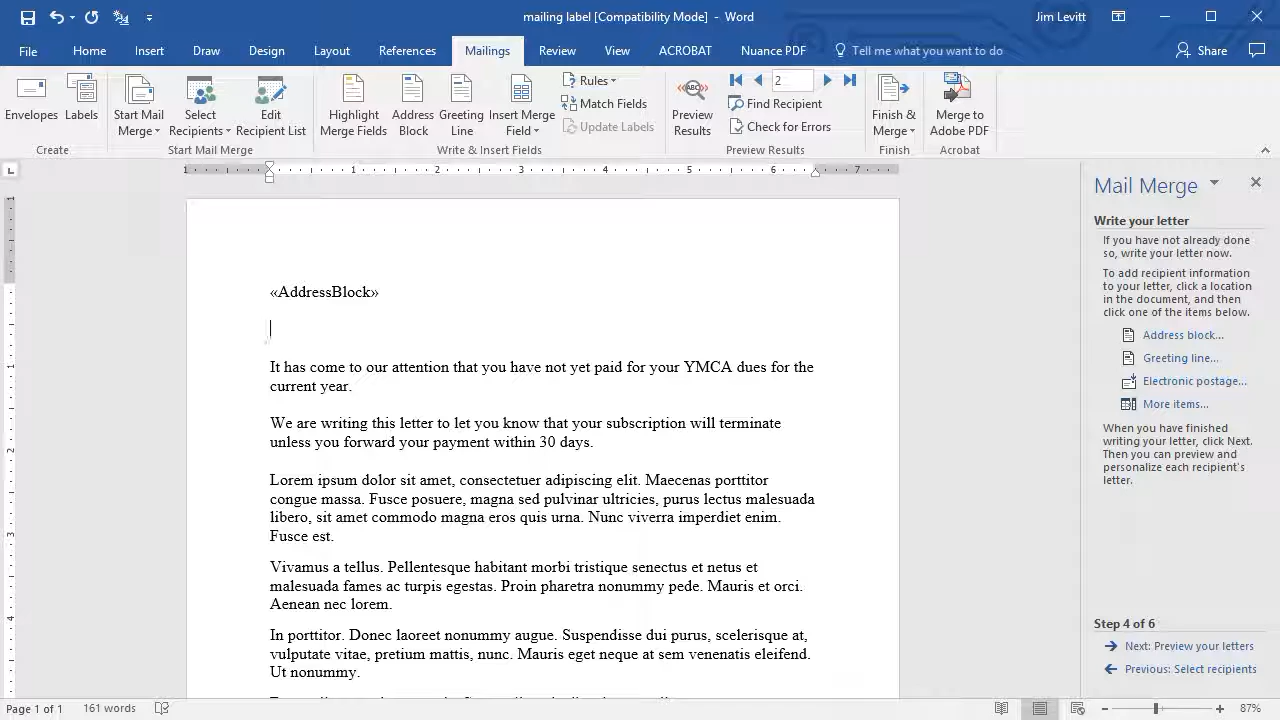 mailing label [Compatibility Mode] - Word
Jim Levitt
File Home Insert Draw Design Layout References Mailings Review View ACROBAT Nuance PDF Tell me what you want to do Share
Envelopes
Labels
Create
Start Mail
Merge
Select
Recipients
Edit
Recipient List
Start Mail Merge
Highlight
Merge Fields
Address
Block
Greeting
Line
Insert Merge
Field
Rules
Match Fields
Update Labels
Write & Insert Fields
ABC
Preview
Results
2
Find Recipient
Check for Errors
Preview Results
Finish &
Merge
Finish
Merge to
Adobe PDF
Acrobat
1 1 2 3 4 5 6 7
«AddressBlock»
It has come to our attention that you have not yet paid for your YMCA dues for the
current year.
We are writing this letter to let you know that your subscription will terminate
unless you forward your payment within 30 days.
Lorem ipsum dolor sit amet, consectetuer adipiscing elit. Maecenas porttitor
congue massa. Fusce posuere, magna sed pulvinar ultricies, purus lectus malesuada
libero, sit amet commodo magna eros quis urna. Nunc viverra imperdiet enim.
Fusce est.
Vivamus a tellus. Pellentesque habitant morbi tristique senectus et netus et
malesuada fames ac turpis egestas. Proin pharetra nonummy pede. Mauris et orci.
Aenean nec lorem.
In porttitor. Donec laoreet nonummy augue. Suspendisse dui purus, scelerisque at,
vulputate vitae, pretium mattis, nunc. Mauris eget neque at sem venenatis eleifend.
Ut nonummy.
1
1
2
3
4
Mail Merge
Write your letter
If you have not already done
so, write your letter now.
To add recipient information
to your letter, click a location
in the document, and then
click one of the items below.
Address block...
Greeting line...
Electronic postage...
More items...
When you have finished
writing your letter, click Next.
Then you can preview and
personalize each recipient's
letter.
Step 4 of 6
Next: Preview your letters
Previous: Select recipients
Page 1 of 1 161 words 87%